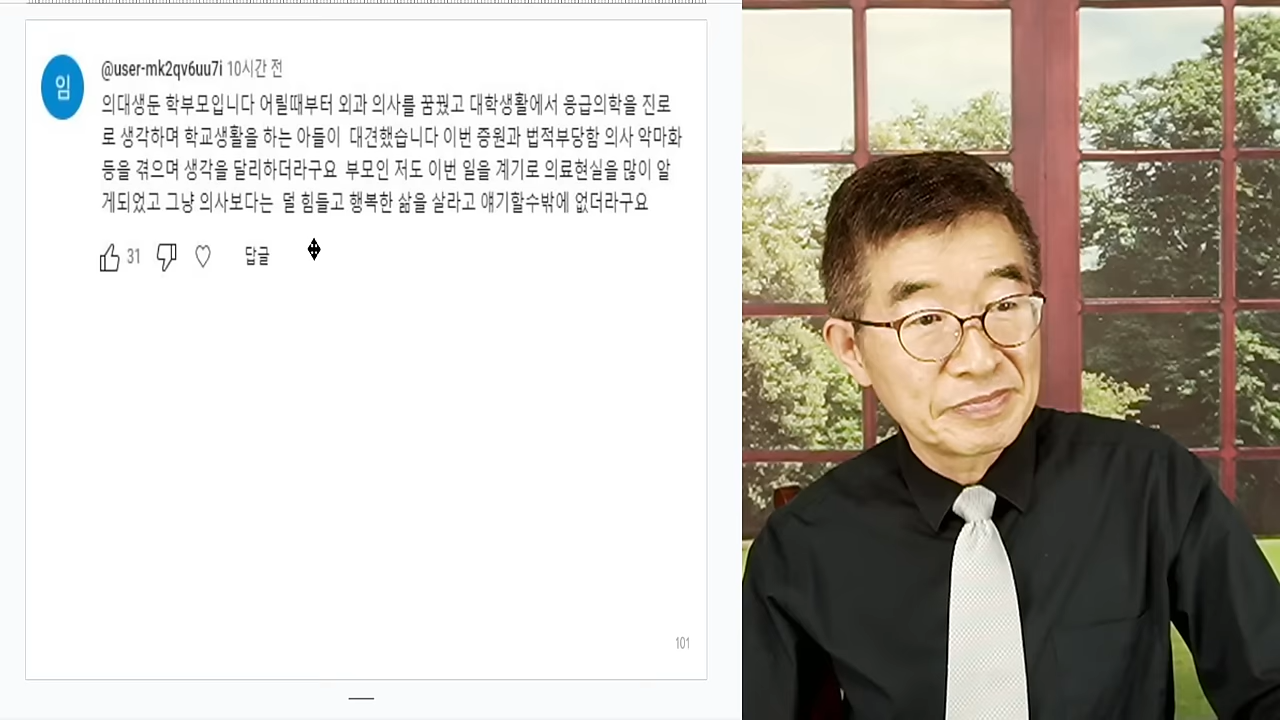 임
@user-mk2qv6uu7i 10시간 전
의대생둔 학부모입니다 어릴때부터 외과 의사를 꿈꿨고 대학생활에서 응급의학을 진로
로 생각하며 학교생활을 하는 아들이 대견했습니다 이번 증원과 법적부당함 의사 악마화
등을 겪으며 생각을 달리하더라구요 부모인 저도 이번 일을 계기로 의료현실을 많이 알
게되었고 그냥 의사보다는 덜 힘들고 행복한 삶을 살라고 얘기할수밖에 없더라구요
31 답글
101